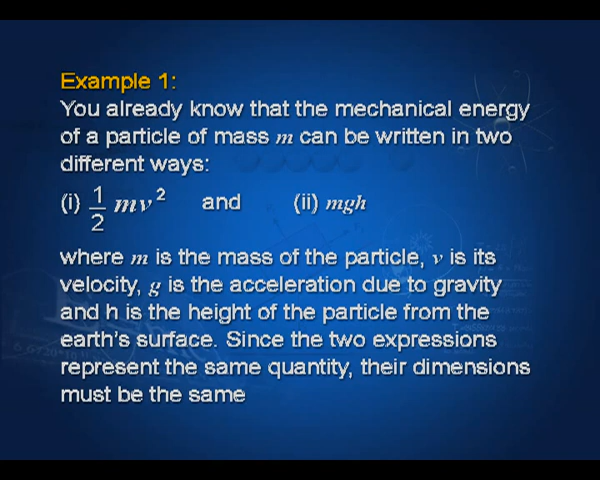 Example 1:
You already know that the mechanical energy
of a particle of mass m can be written in two
different ways:
(i) 1/2 mv² and (ii) mgh
where m is the mass of the particle, v is its
velocity, g is the acceleration due to gravity
and h is the height of the particle from the
earth's surface. Since the two expressions
represent the same quantity, their dimensions
must be the same